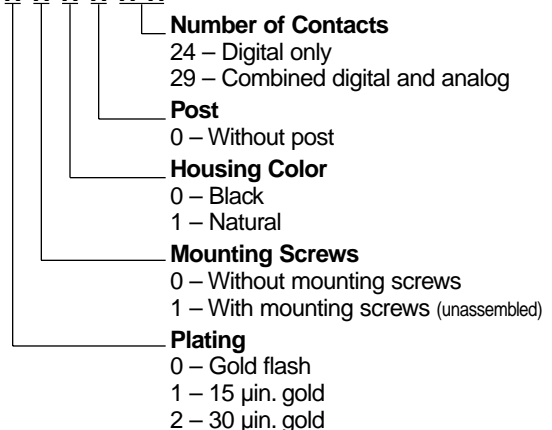 Number of Contacts
24 – Digital only
29 – Combined digital and analog
Post
0 – Without post
Housing Color
0 – Black
1 – Natural
Mounting Screws
0 – Without mounting screws
1 – With mounting screws (unassembled)
Plating
0 – Gold flash
1 – 15 µin. gold
2 – 30 µin. gold